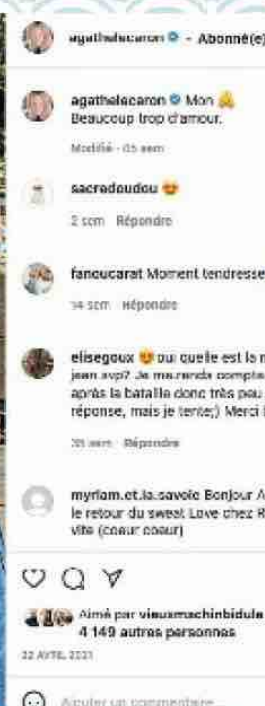 agathelecaron - Abonné(e)
agathelecaron Mon
Beaucoup trop d'amour.
Modifié · 65 sem
sacredoudou
2 sem Répondre
fancucarat Moment tendresse
14 sem Répondre
elisegoux oui quelle est la
jean svp? Je me rends compte
après la bataille donc très peu
réponse, mais je tente;) Merci
sem Répondre
myriam.et.la.savoie Bonjour A
le retour du sweat Love chez R
vite (coeur coeur)
Aimé par vieuxmachinbidule
4 149 autres personnes
22 AVRIL 2021
Ajouter un commentaire